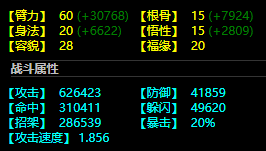 【臂力】 60 (+30768) 【根骨】 15 (+7924)
【身法】 20 (+6622) 【悟性】 15 (+2809)
【容貌】 28 【福缘】 20
战斗属性
【攻击】 626423 【防御】 41859
【命中】 310411 【躲闪】 49620
【招架】 286539 【暴击】 20%
【攻击速度】 1.856